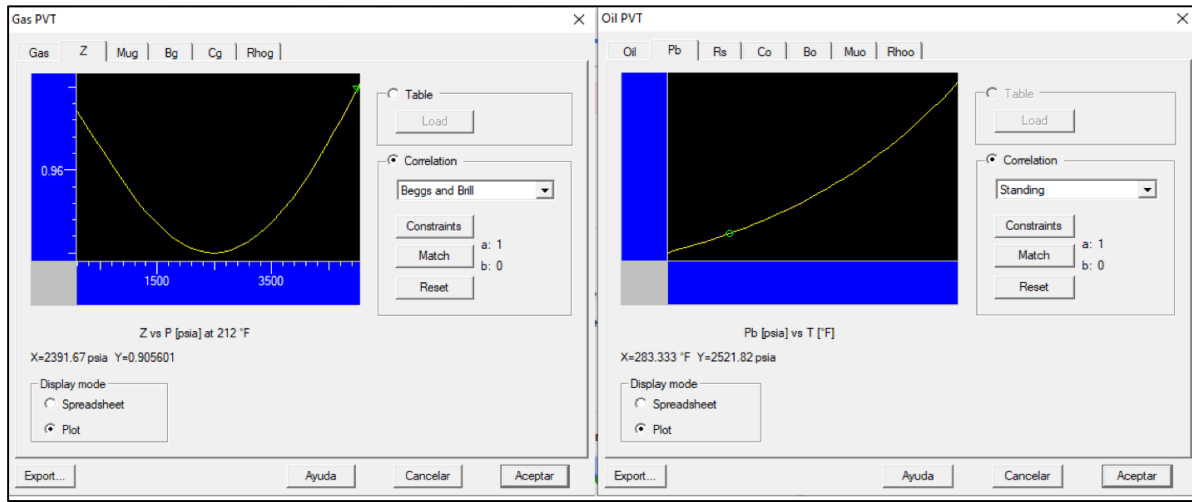 Gas PVT
Gas Z Mug Bg Cg Rhog
0.96
1500 3500
Z vs P [psia] at 212 °F
X=2391.67 psia Y=0.905601
Display mode
Spreadsheet
Plot
Table
Load
Correlation
Beggs and Brill
Constraints
Match
a: 1
b: 0
Reset
Export... Ayuda Cancelar Aceptar
Oil PVT
Oil Pb Rs Co Bo Muo Rhoo
Pb [psia] vs T [°F]
X=283.333 °F Y=2521.82 psia
Display mode
Spreadsheet
Plot
Table
Load
Correlation
Standing
Constraints
Match
a: 1
b: 0
Reset
Export... Ayuda Cancelar Aceptar